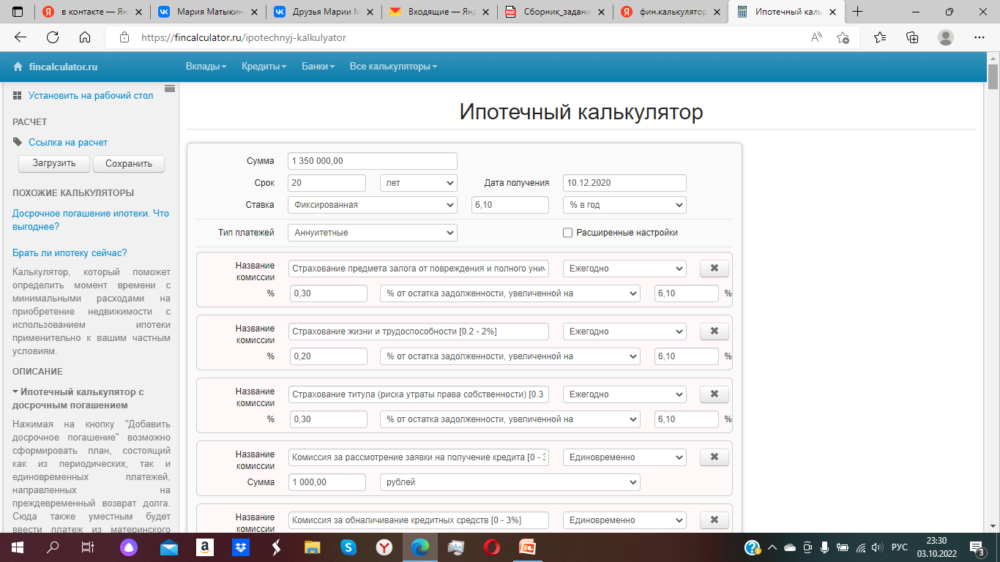 в контакте — Ян
Мария Матыкин
Друзья Марии М
Входящие — Янд
Сборник_задани
фин.калькулятор
Ипотечный каль
https://fincalculator.ru/ipotechnyj-kalkulyator
fincalculator.ru
Вклады
Кредиты
Банки
Все калькуляторы
Установить на рабочий стол
РАСЧЕТ
Ссылка на расчет
Загрузить
Сохранить
ПОХОЖИЕ КАЛЬКУЛЯТОРЫ
Досрочное погашение ипотеки. Что
выгоднее?
Брать ли ипотеку сейчас?
Калькулятор, который поможет
определить момент времени с
минимальными расходами на
приобретение недвижимости с
использованием ипотеки
применительно к вашим частным
условиям.
ОПИСАНИЕ
Ипотечный калькулятор с
досрочным погашением
Нажимая на кнопку "Добавить
досрочное погашение" возможно
сформировать план, состоящий
как из периодических, так и
единовременных платежей,
направленных на
преждевременный возврат долга.
Сюда также уместным будет
ввести платеж из материнского
Ипотечный калькулятор
Сумма 1 350 000,00
Срок 20 лет Дата получения 10.12.2020
Ставка Фиксированная 6,10 % в год
Тип платежей Аннуитетные Расширенные настройки
Название
комиссии
Страхование предмета залога от повреждения и полного унич Ежегодно
% 0,30 % от остатка задолженности, увеличенной на 6,10 %
Название
комиссии
Страхование жизни и трудоспособности [0.2 - 2%] Ежегодно
% 0,20 % от остатка задолженности, увеличенной на 6,10 %
Название
комиссии
Страхование титула (риска утраты права собственности) [0.3 Ежегодно
% 0,30 % от остатка задолженности, увеличенной на 6,10 %
Название
комиссии
Комиссия за рассмотрение заявки на получение кредита [0 - 3 Единовременно
Сумма 1 000,00 рублей
Название
комиссии
Комиссия за обналичивание кредитных средств [0 - 3%] Единовременно
РУС
23:30
03.10.2022
3